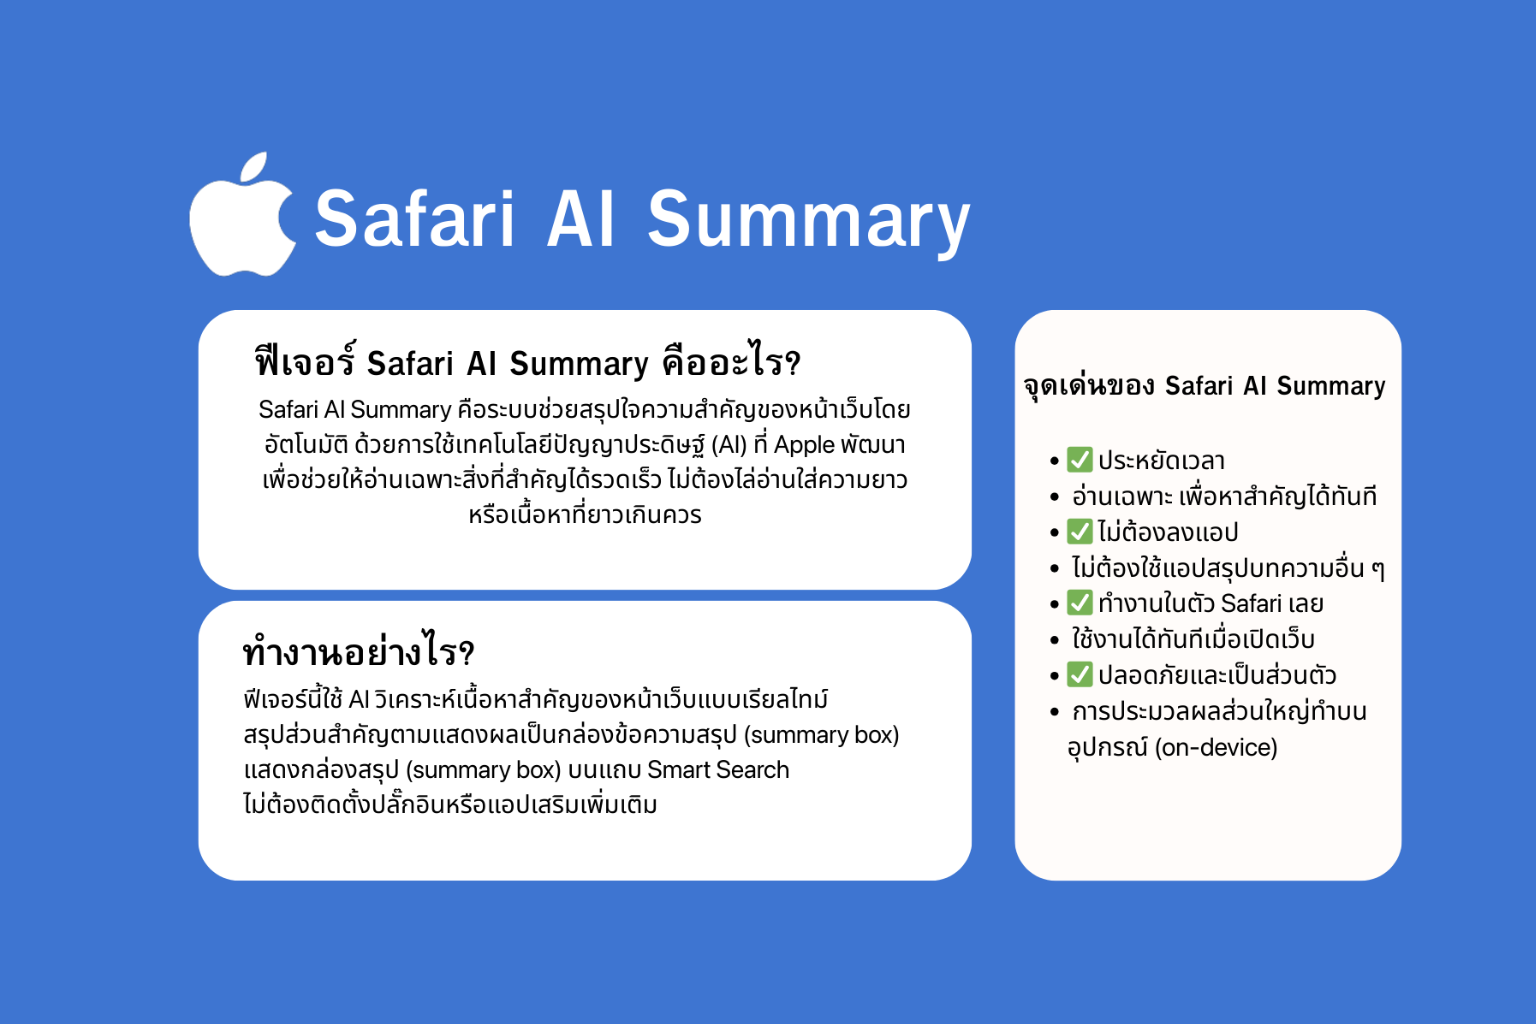 Safari AI Summary
ฟีเจอร์ Safari AI Summary คืออะไร?
Safari AI Summary คือระบบช่วยสรุปใจความสำคัญของหน้าเว็บโดย
อัตโนมัติ ด้วยการใช้เทคโนโลยีปัญญาประดิษฐ์ (AI) ที่ Apple พัฒนา
เพื่อช่วยให้อ่านเฉพาะสิ่งที่สำคัญได้รวดเร็ว ไม่ต้องไล่อ่านใส่ความยาว
หรือเนื้อหาที่ยาวเกินควร
ทำงานอย่างไร?
ฟีเจอร์นี้ใช้ AI วิเคราะห์เนื้อหาสำคัญของหน้าเว็บแบบเรียลไทม์
สรุปส่วนสำคัญตามแสดงผลเป็นกล่องข้อความสรุป (summary box)
แสดงกล่องสรุป (summary box) บนแถบ Smart Search
ไม่ต้องติดตั้งปลั๊กอินหรือแอปเสริมเพิ่มเติม
จุดเด่นของ Safari AI Summary
• ✅ ประหยัดเวลา
• อ่านเฉพาะ เพื่อหาสำคัญได้ทันที
• ✅ ไม่ต้องลงแอป
• ไม่ต้องใช้แอปสรุปบทความอื่น ๆ
• ✅ ทำงานในตัว Safari เลย
• ใช้งานได้ทันทีเมื่อเปิดเว็บ
• ✅ ปลอดภัยและเป็นส่วนตัว
• การประมวลผลส่วนใหญ่ทำบน
อุปกรณ์ (on-device)